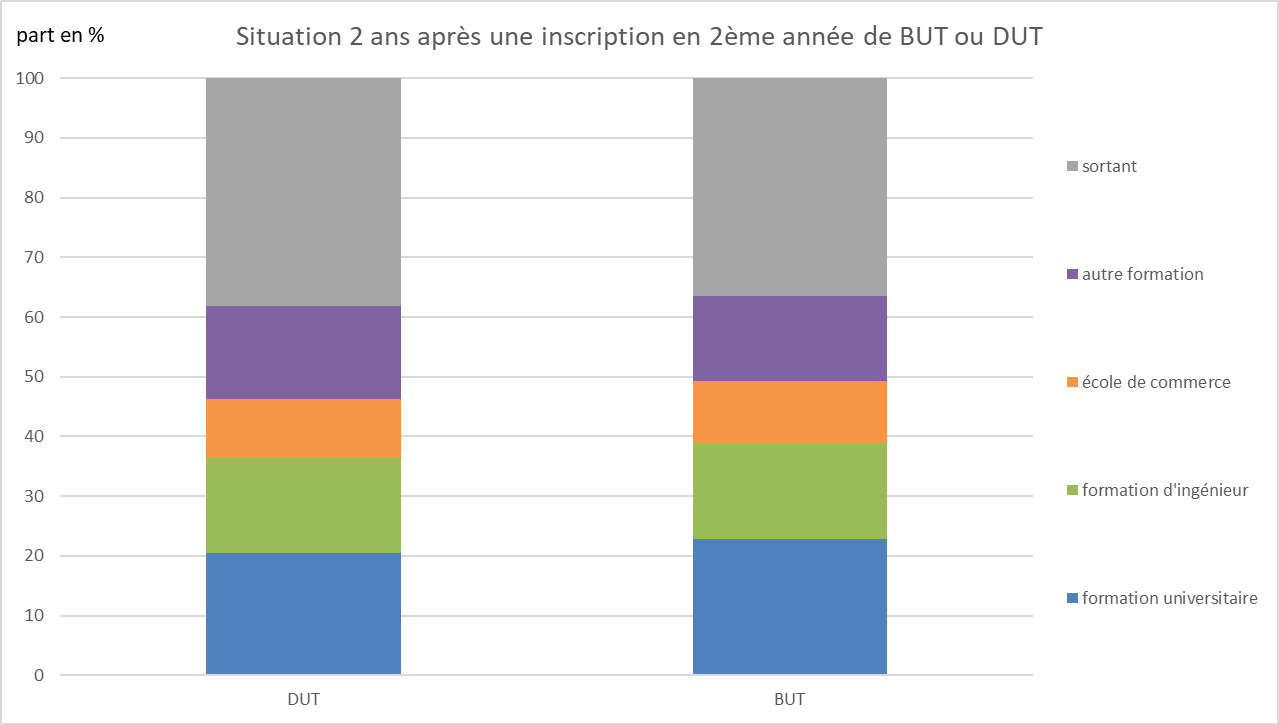 part en %
Situation 2 ans après une inscription en 2ème année de BUT ou DUT
100
90
80
70
60
50
40
30
20
10
0
DUT
BUT
sortant
autre formation
école de commerce
formation d'ingénieur
formation universitaire